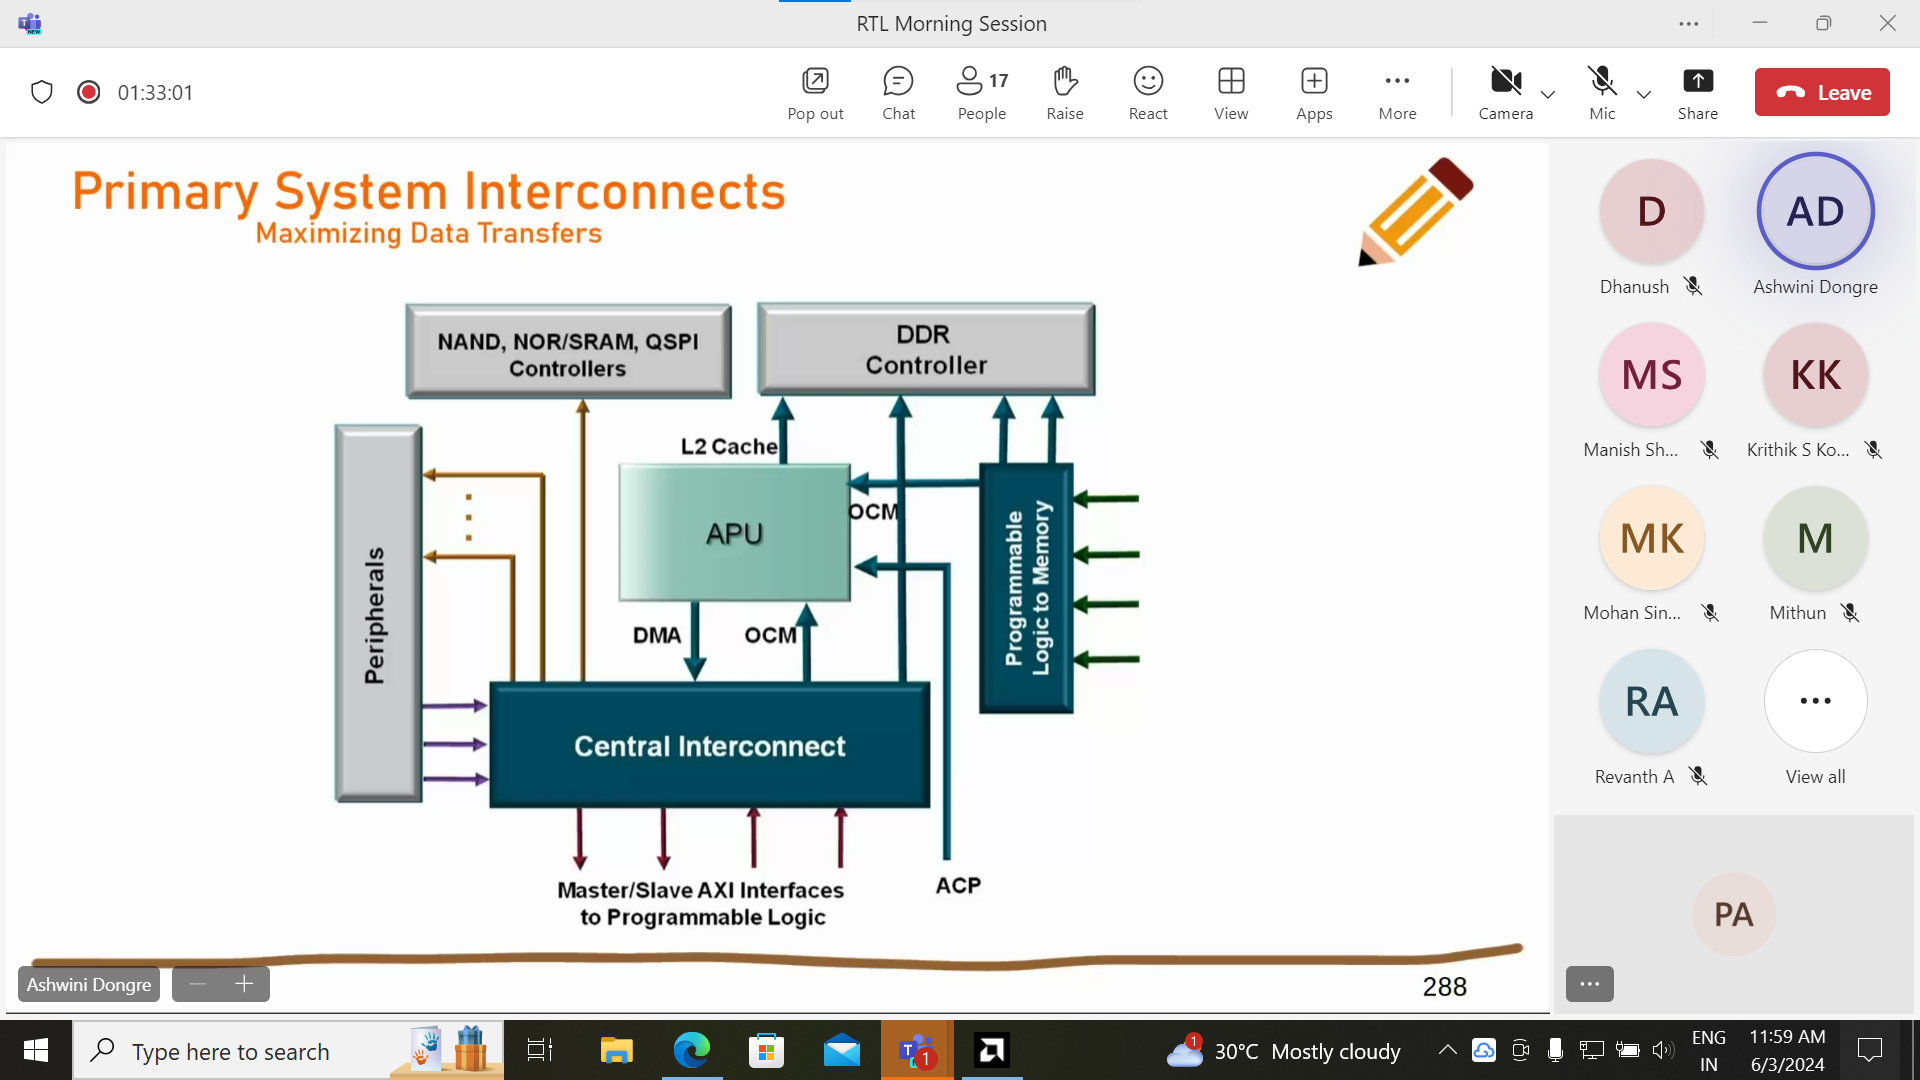 RTL Morning Session
NEW
01:33:01
Pop out
Chat
17
People
Raise
React
View
Apps
More
Camera
Mic
Share
Leave
Primary System Interconnects
Maximizing Data Transfers
NAND, NOR/SRAM, QSPI
Controllers
DDR
Controller
L2 Cache
APU
OCM
Programmable
Logic to Memory
Peripherals
DMA
OCM
Central Interconnect
Master/Slave AXI Interfaces
to Programmable Logic
ACP
288
Ashwini Dongre
D
Dhanush
AD
Ashwini Dongre
MS
Manish Sh...
KK
Krithik S Ko...
MK
Mohan Sin...
M
Mithun
RA
Revanth A
View all
PA
Type here to search
1
1
30°C Mostly cloudy
ENG
IN
11:59 AM
6/3/2024